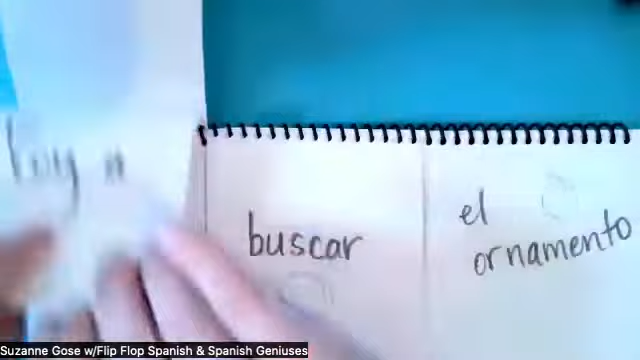 buscar
el
ornamento
Suzanne Gose w/Flip Flop Spanish & Spanish Geniuses